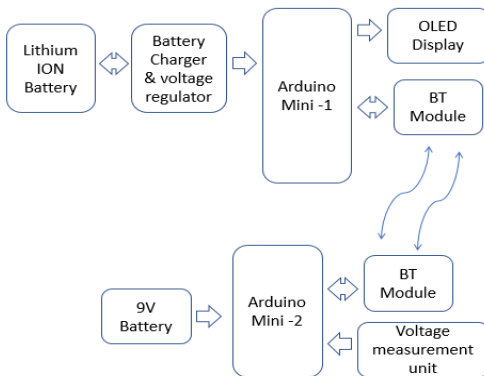 Lithium
ION
Battery
Battery
Charger
& voltage
regulator
Arduino
Mini -1
OLED
Display
BT
Module
9V
Battery
Arduino
Mini -2
BT
Module
Voltage
measurement
unit